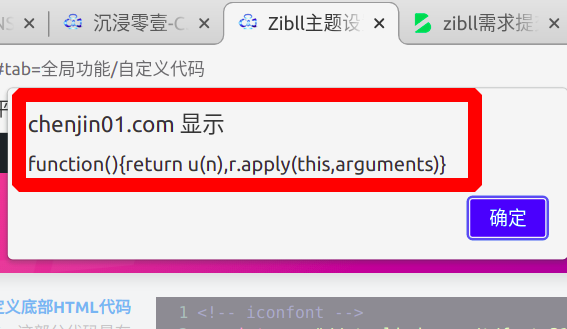 沉浸零壹-C
Zibll主题设
zibll需求提
#tab=全局功能/自定义代码
chenjin01.com 显示
function(){return u(n),r.apply(this,arguments)}
确定
定义底部HTML代码
1 <!-- iconfont -->